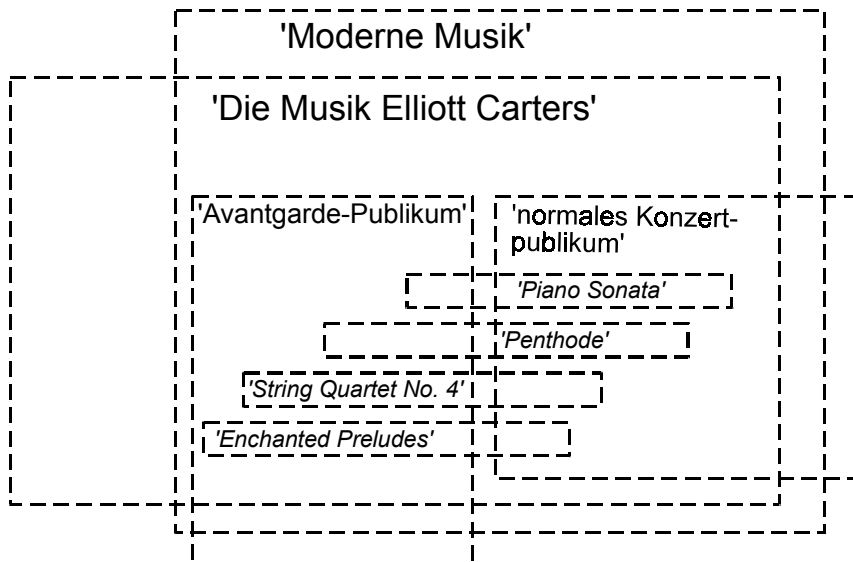 'Moderne Musik'
'Die Musik Elliott Carters'
'Avantgarde-Publikum'
'normales Konzert-
publikum'
'Piano Sonata'
'Penthode'
'String Quartet No. 4'
'Enchanted Preludes'